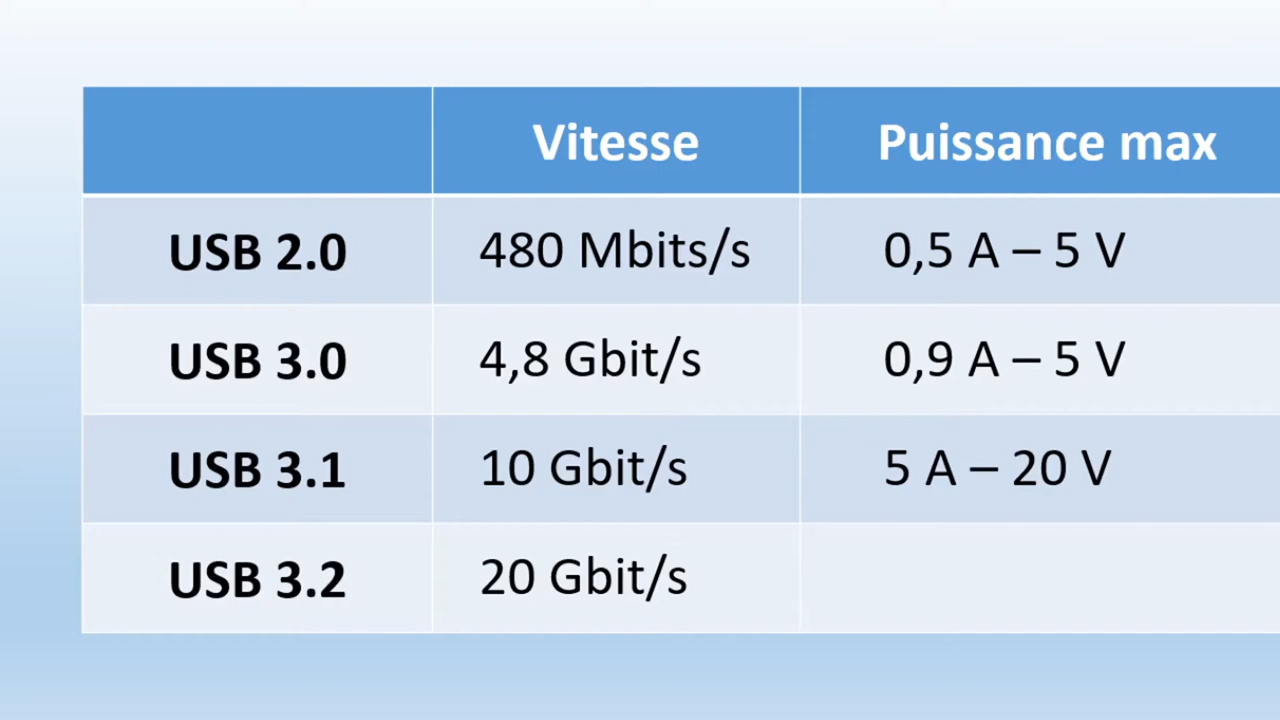 Vitesse Puissance max
USB 2.0 480 Mbits/s 0,5 A – 5 V
USB 3.0 4,8 Gbit/s 0,9 A – 5 V
USB 3.1 10 Gbit/s 5 A – 20 V
USB 3.2 20 Gbit/s